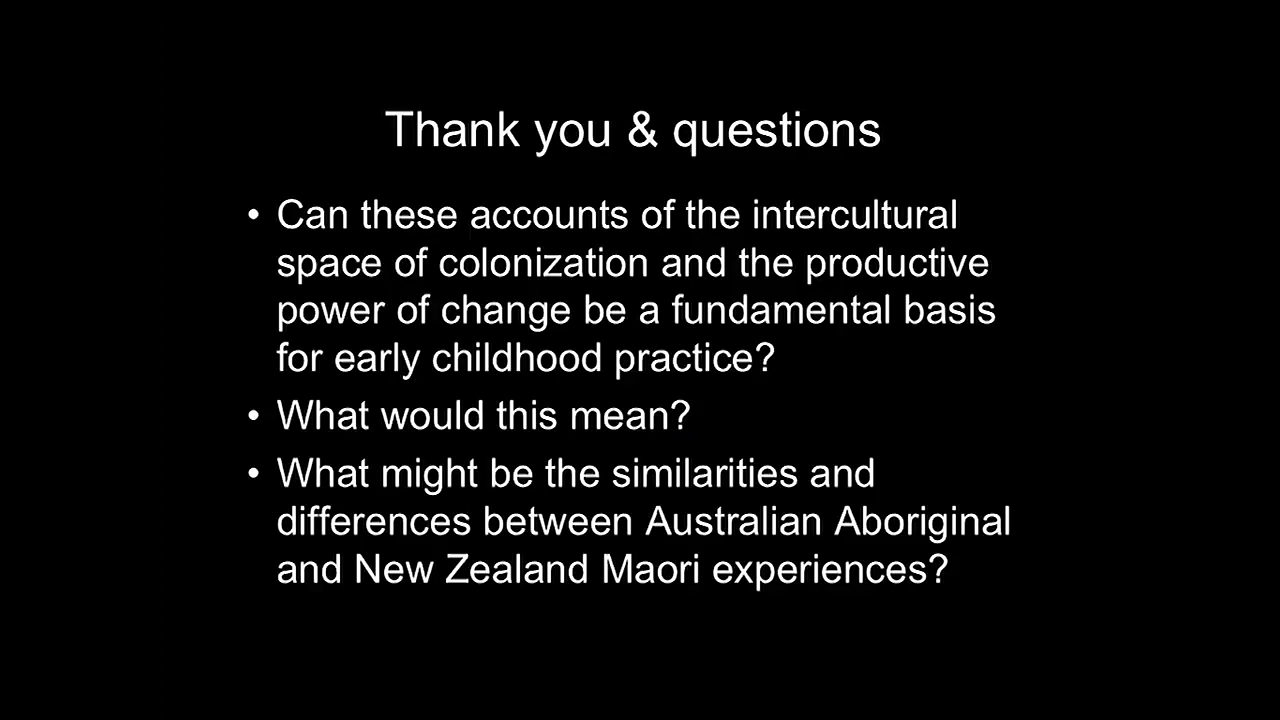 Thank you & questions
• Can these accounts of the intercultural
space of colonization and the productive
power of change be a fundamental basis
for early childhood practice?
• What would this mean?
• What might be the similarities and
differences between Australian Aboriginal
and New Zealand Maori experiences?